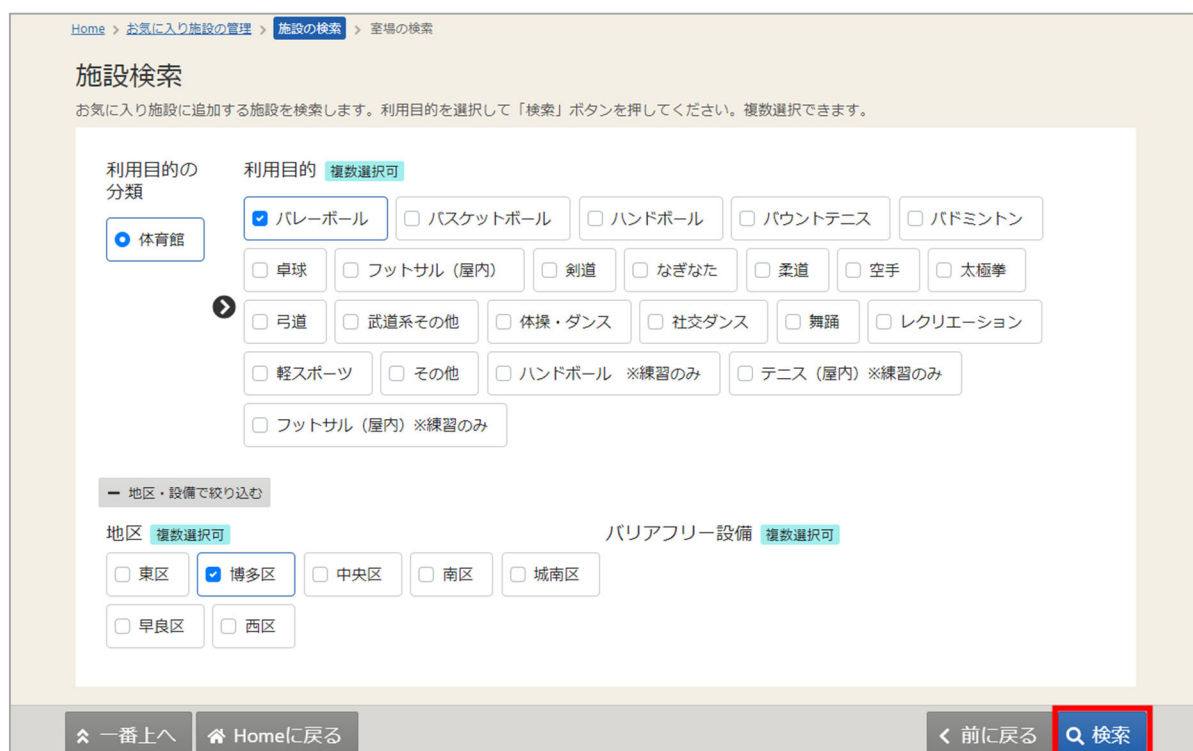 Home > お気に入り施設の管理 > 施設の検索 > 室場の検索
施設検索
お気に入り施設に追加する施設を検索します。利用目的を選択して「検索」ボタンを押してください。複数選択できます。
利用目的の
分類
体育館
利用目的 複数選択可
バレーボール バスケットボール ハンドボール バウントテニス バドミントン
卓球 フットサル（屋内） 剣道 なぎなた 柔道 空手 太極拳
弓道 武道系その他 体操・ダンス 社交ダンス 舞踊 レクリエーション
軽スポーツ その他 ハンドボール　※練習のみ テニス（屋内）※練習のみ
フットサル（屋内）※練習のみ
地区・設備で絞り込む
地区 複数選択可
東区 博多区 中央区 南区 城南区
早良区 西区
バリアフリー設備 複数選択可
一番上へ Homeに戻る 前に戻る 検索